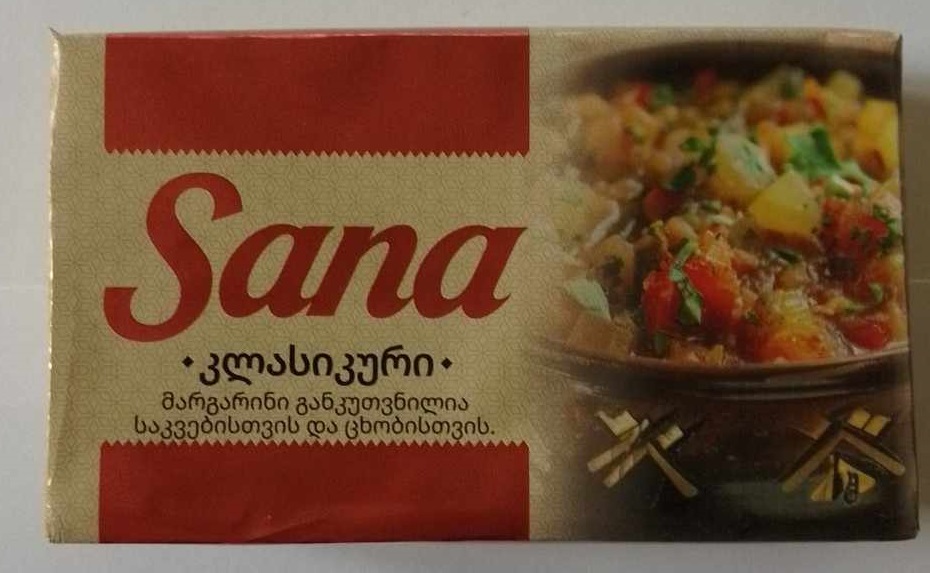 Sana
•კლასიკური•
მარგარინი განკუთვნილია
საკვებისთვის და ცხობისთვის.